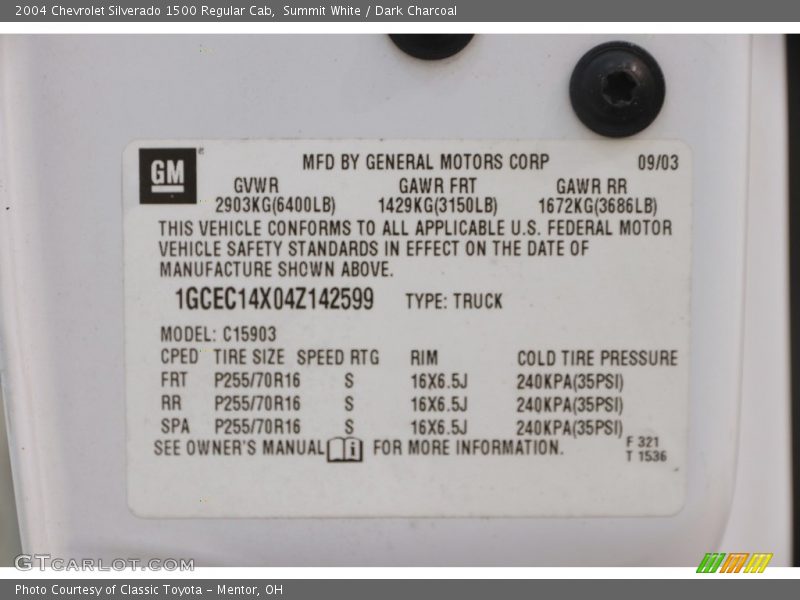 2004 Chevrolet Silverado 1500 Regular Cab, Summit White / Dark Charcoal
GM® MFD BY GENERAL MOTORS CORP 09/03
GVWR GAWR FRT GAWR RR
2903KG(6400LB) 1429KG(3150LB) 1672KG(3686LB)
THIS VEHICLE CONFORMS TO ALL APPLICABLE U.S. FEDERAL MOTOR
VEHICLE SAFETY STANDARDS IN EFFECT ON THE DATE OF
MANUFACTURE SHOWN ABOVE.
1GCEC14X04Z142599 TYPE: TRUCK
MODEL: C15903
CPED TIRE SIZE SPEED RTG RIM COLD TIRE PRESSURE
FRT P255/70R16 S 16X6.5J 240KPA(35PSI)
RR P255/70R16 S 16X6.5J 240KPA(35PSI)
SPA P255/70R16 S 16X6.5J 240KPA(35PSI)
SEE OWNER'S MANUAL i FOR MORE INFORMATION.
F 321
T 1536
GTCARLOT.COM
Photo Courtesy of Classic Toyota - Mentor, OH